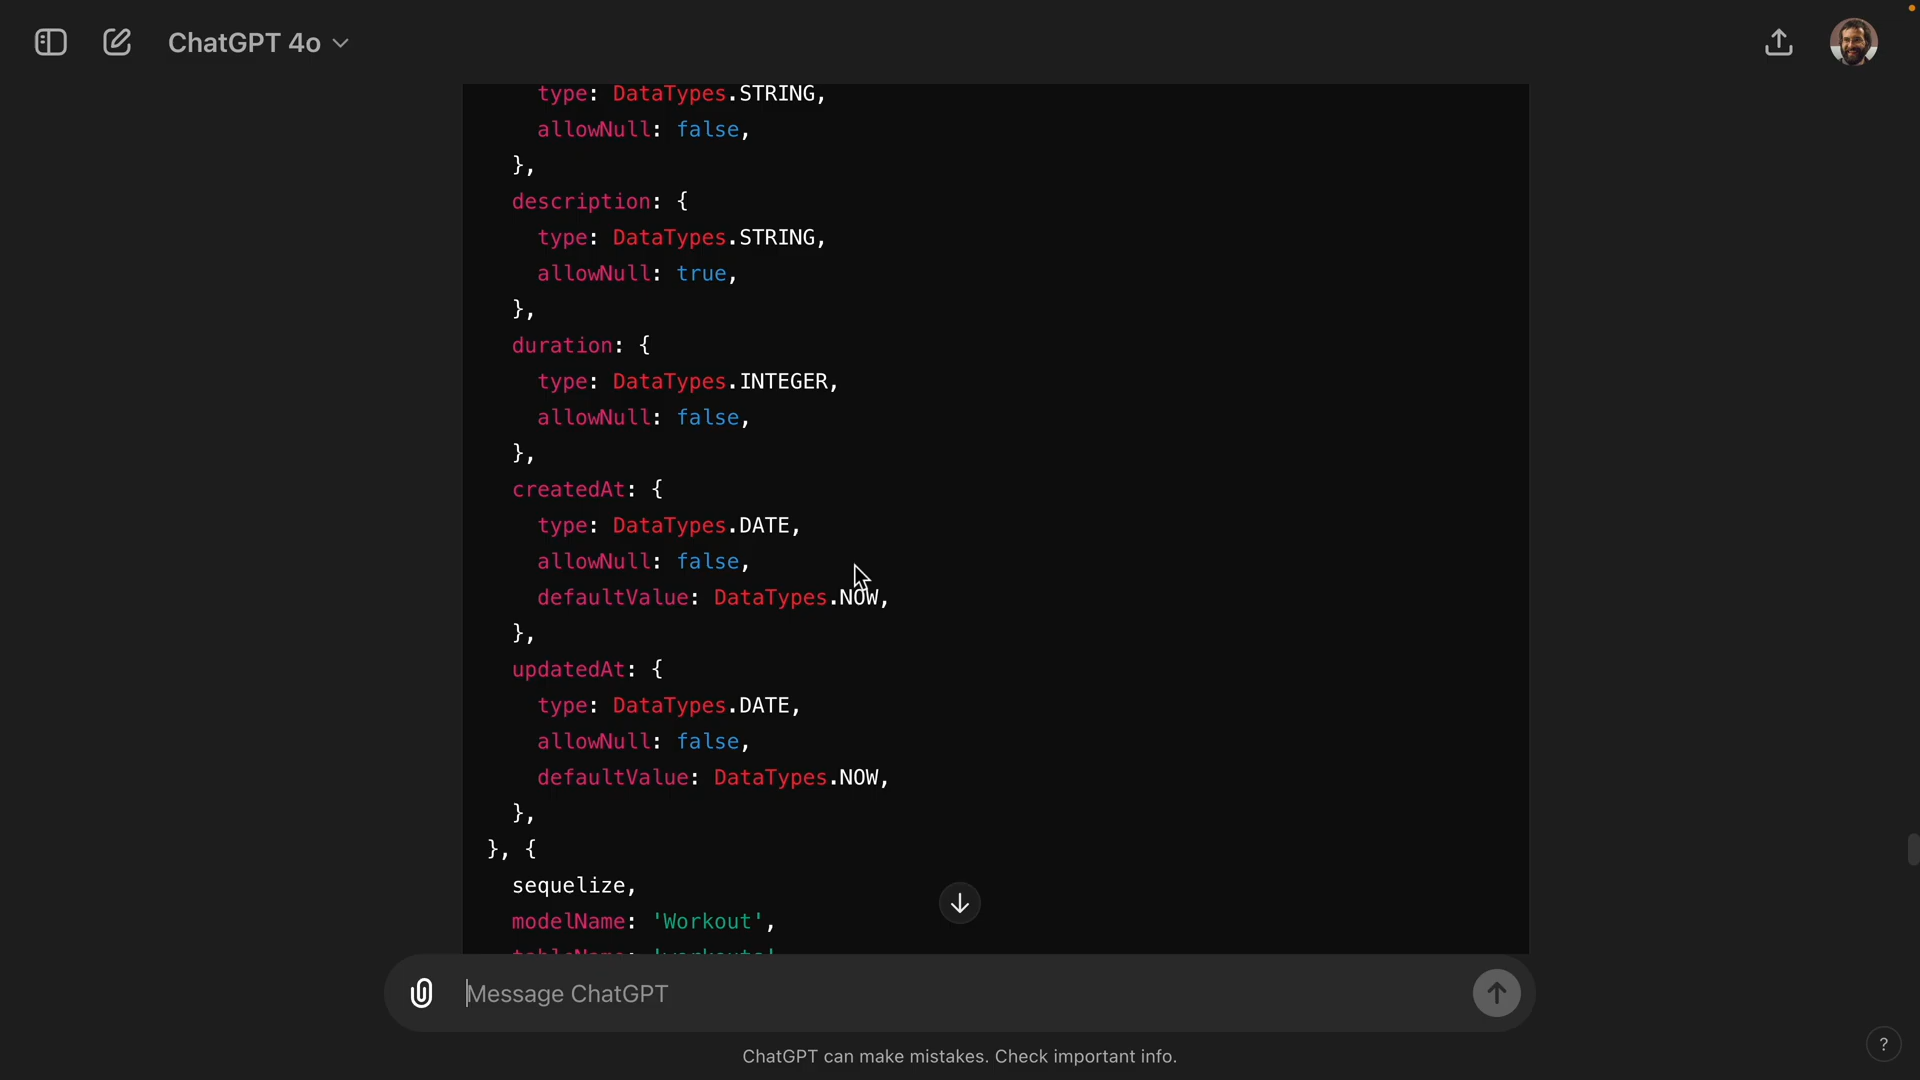 ChatGPT 4o
type: DataTypes.STRING,
allowNull: false,
},
description: {
type: DataTypes.STRING,
allowNull: true,
},
duration: {
type: DataTypes.INTEGER,
allowNull: false,
},
createdAt: {
type: DataTypes.DATE,
allowNull: false,
defaultValue: DataTypes.NOW,
},
updatedAt: {
type: DataTypes.DATE,
allowNull: false,
defaultValue: DataTypes.NOW,
},
}, {
sequelize,
modelName: 'Workout',
tableName: 'workouts'
Message ChatGPT
ChatGPT can make mistakes. Check important info.
?